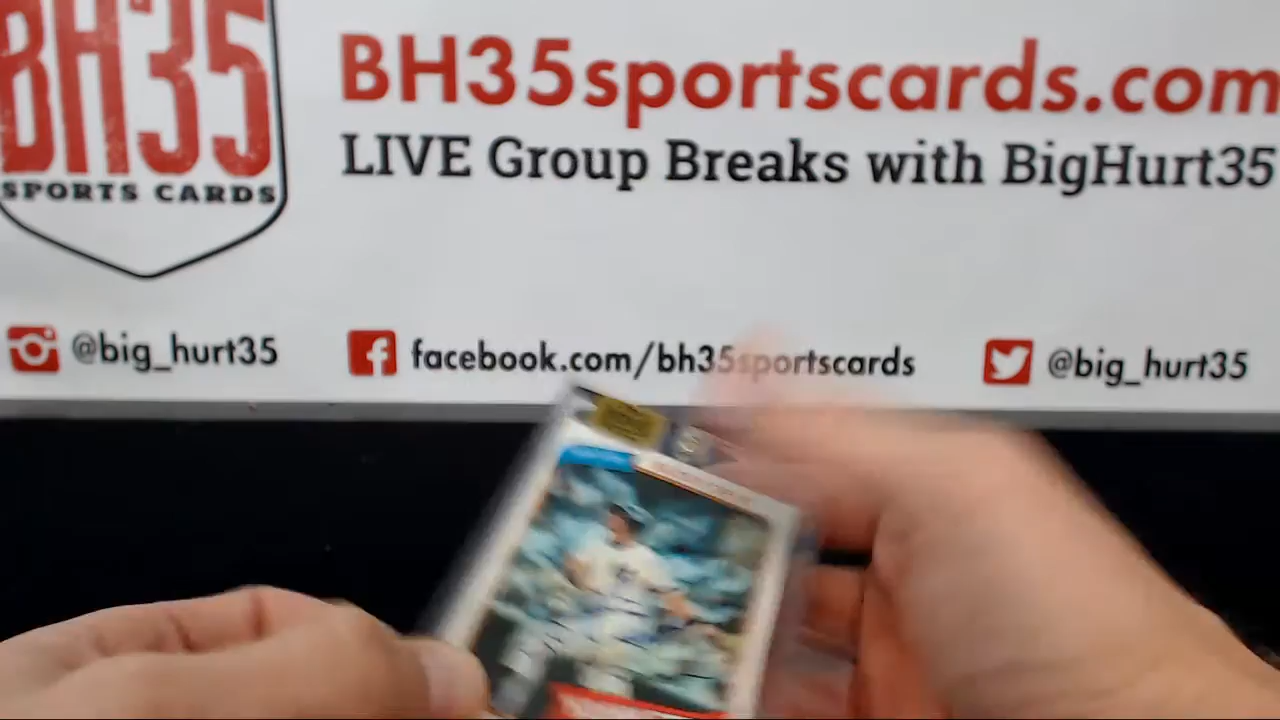 BH35
SPORTS CARDS
BH35sportscards.com
LIVE Group Breaks with BigHurt35
@big_hurt35
facebook.com/bh35sportscards
@big_hurt35